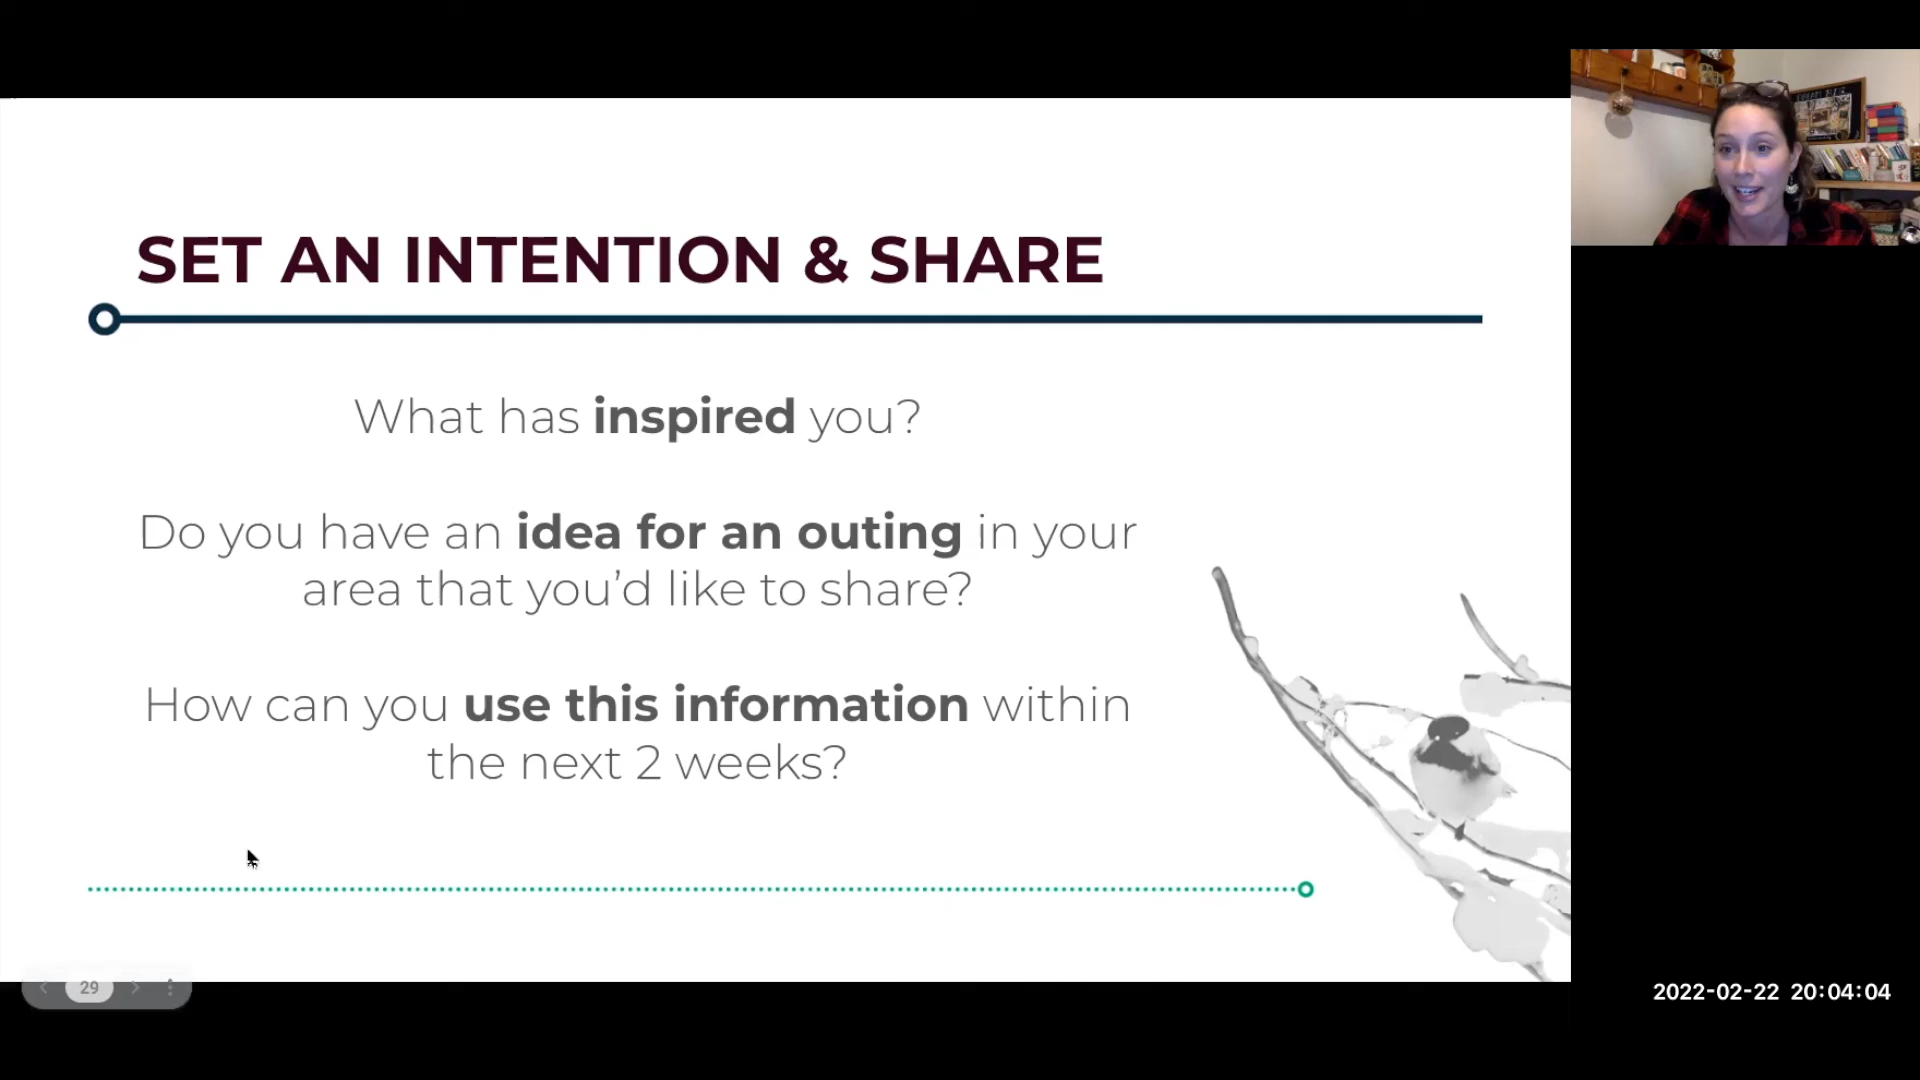 SET AN INTENTION & SHARE
What has inspired you?
Do you have an idea for an outing in your
area that you'd like to share?
How can you use this information within
the next 2 weeks?
29
2022-02-22 20:04:04